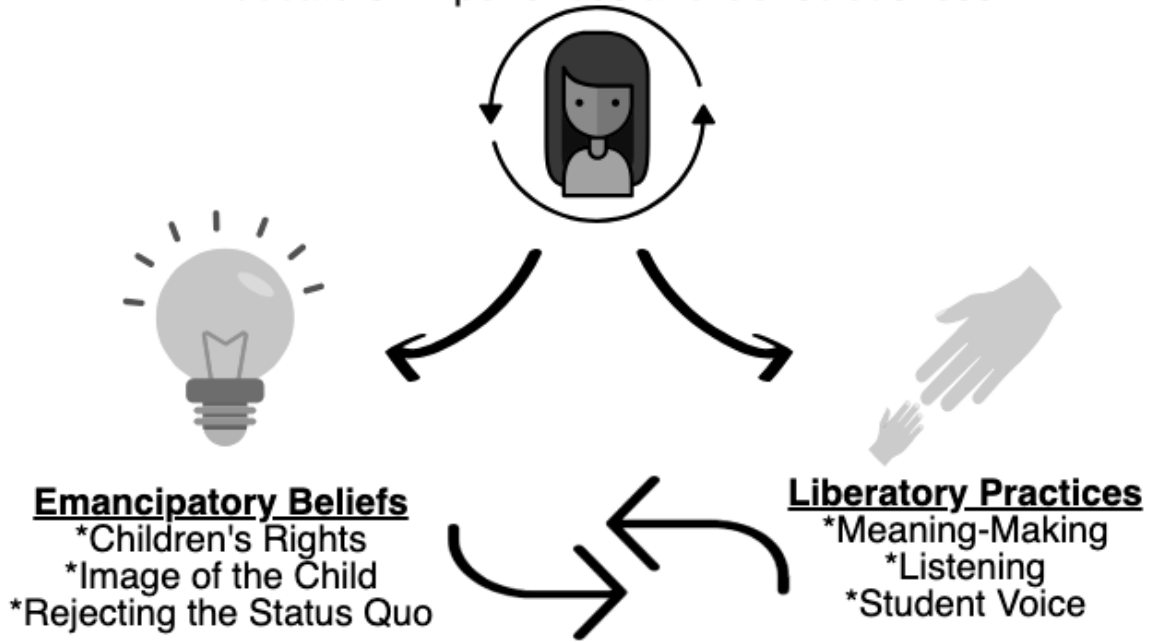 Emancipatory Beliefs
*Children's Rights
*Image of the Child
*Rejecting the Status Quo
Liberatory Practices
*Meaning-Making
*Listening
*Student Voice